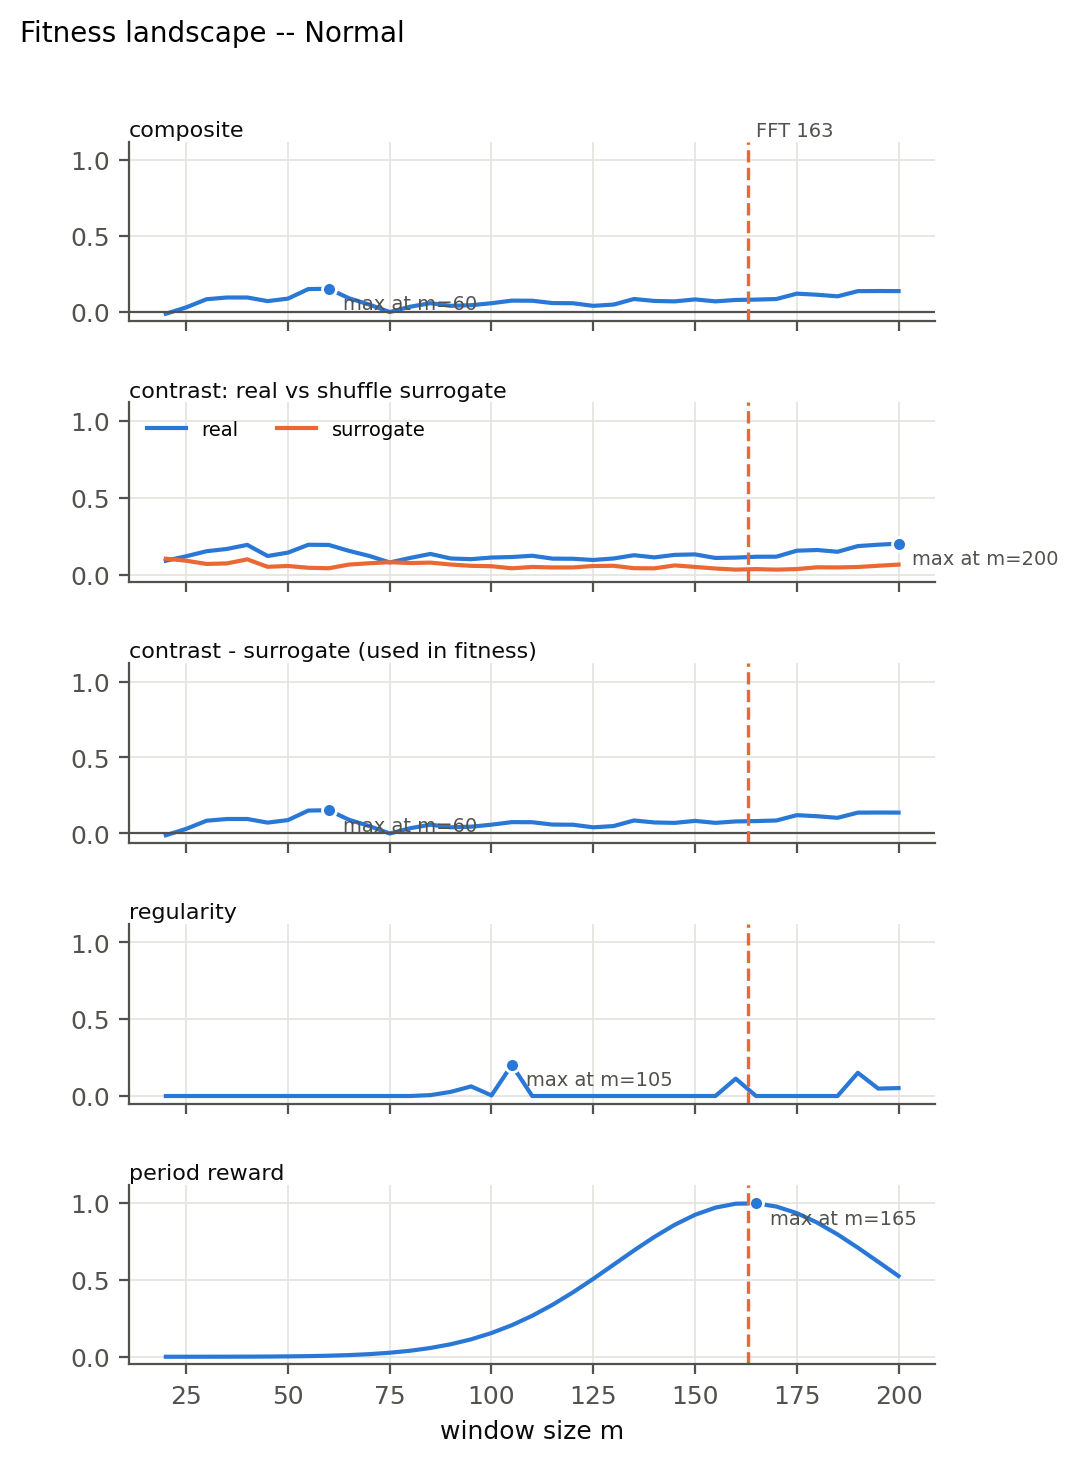 Fitness landscape -- Normal
composite
FFT 163
1.0
0.5
0.0
max at m=60
contrast: real vs shuffle surrogate
1.0
real
surrogate
0.5
0.0
max at m=200
contrast - surrogate (used in fitness)
1.0
0.5
0.0
max at m=60
regularity
1.0
0.5
0.0
max at m=105
period reward
1.0
max at m=165
0.5
0.0
25 50 75 100 125 150 175 200
window size m